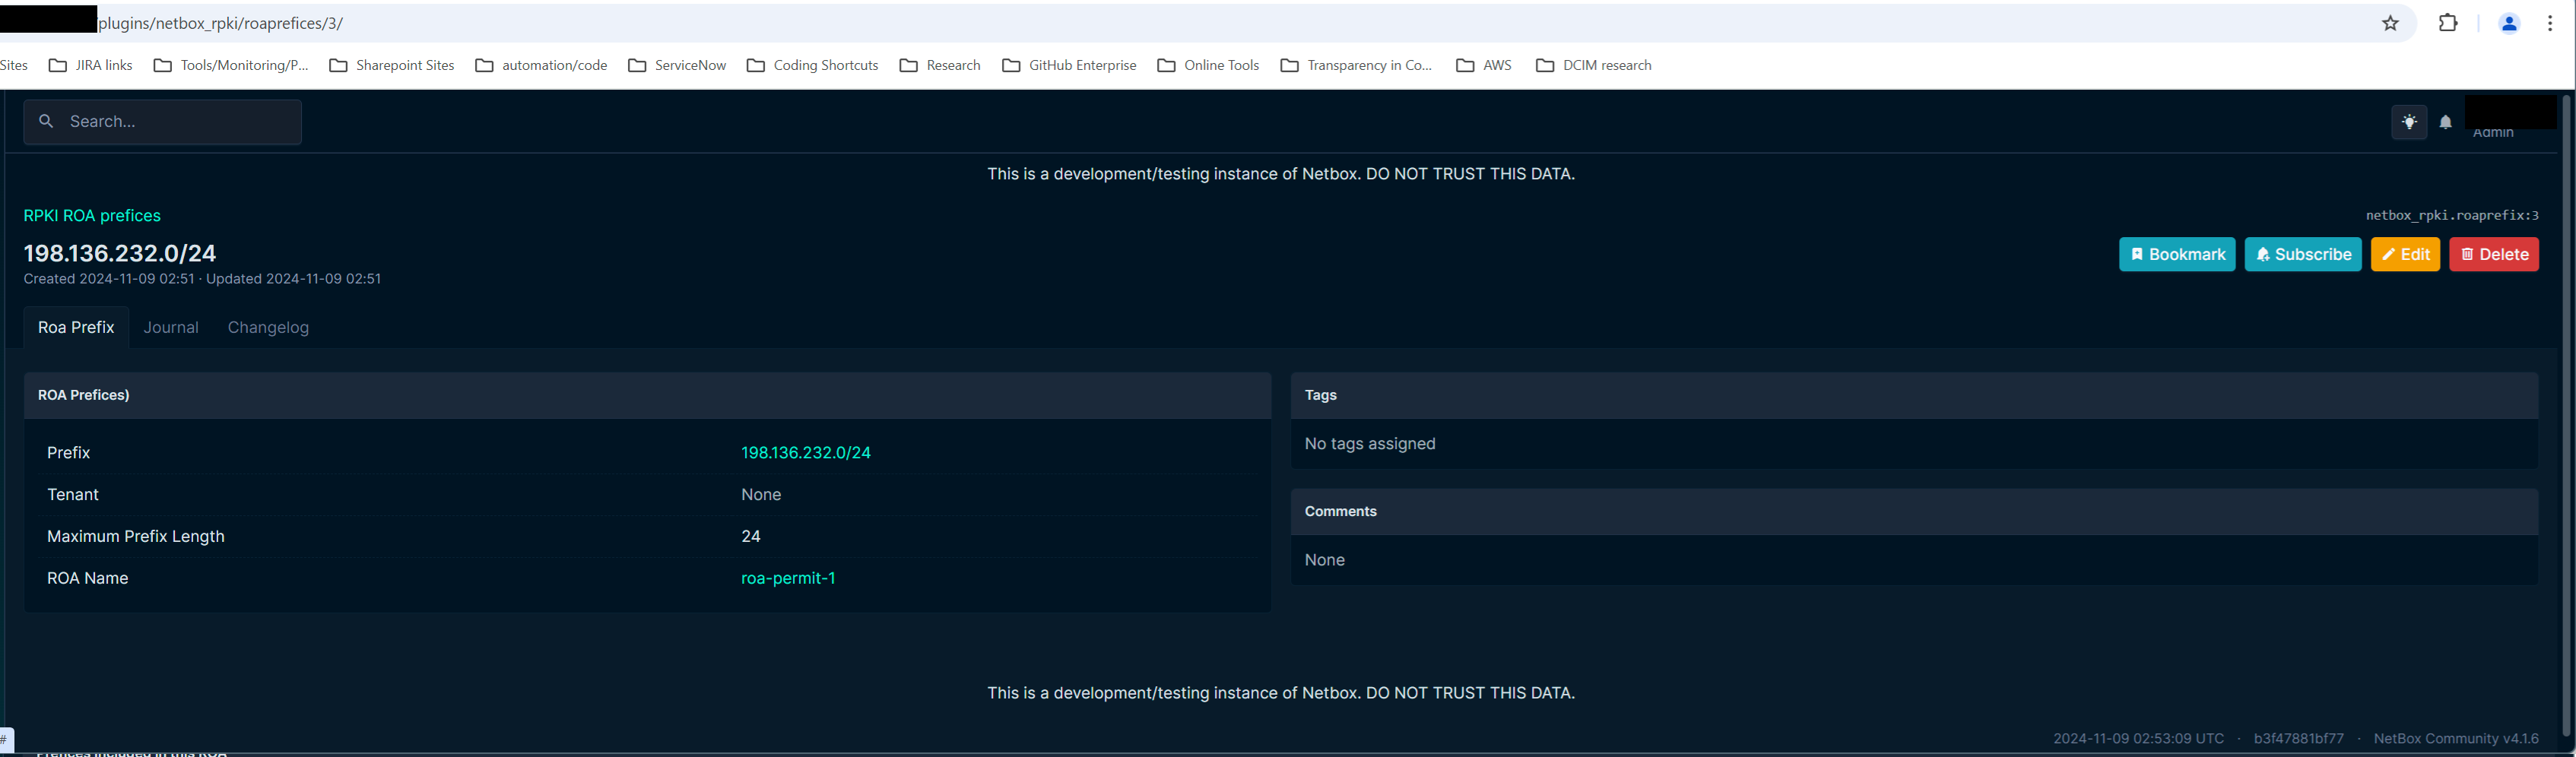 plugins/netbox_rpki/roaprefices/3/
Sites JIRA links Tools/Monitoring/P... Sharepoint Sites automation/code ServiceNow Coding Shortcuts Research GitHub Enterprise Online Tools Transparency in Co... AWS DCIM research
Search...
Admin
This is a development/testing instance of Netbox. DO NOT TRUST THIS DATA.
RPKI ROA prefices
netbox_rpki.roaprefix:3
198.136.232.0/24
Bookmark Subscribe Edit Delete
Created 2024-11-09 02:51 · Updated 2024-11-09 02:51
Roa Prefix Journal Changelog
ROA Prefices)
Prefix 198.136.232.0/24
Tenant None
Maximum Prefix Length 24
ROA Name roa-permit-1
Tags
No tags assigned
Comments
None
This is a development/testing instance of Netbox. DO NOT TRUST THIS DATA.
#
2024-11-09 02:53:09 UTC · b3f47881bf77 · NetBox Community v4.1.6
Prefices included in this ROA